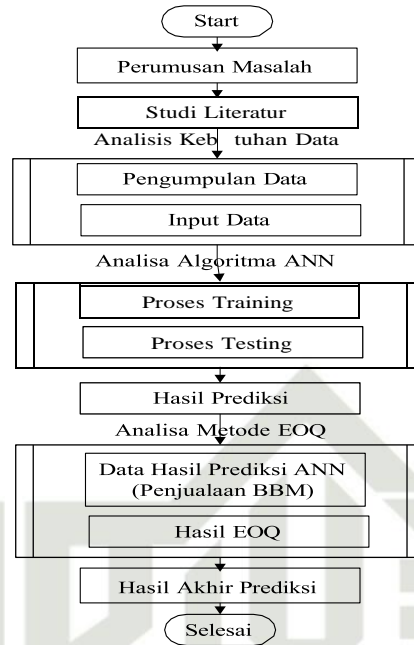 Start
Perumusan Masalah
Studi Literatur
Analisis Keb tuhan Data
Pengumpulan Data
Input Data
Analisa Algoritma ANN
Proses Training
Proses Testing
Hasil Prediksi
Analisa Metode EOQ
Data Hasil Prediksi ANN
(Penjualaan BBM)
Hasil EOQ
Hasil Akhir Prediksi
Selesai